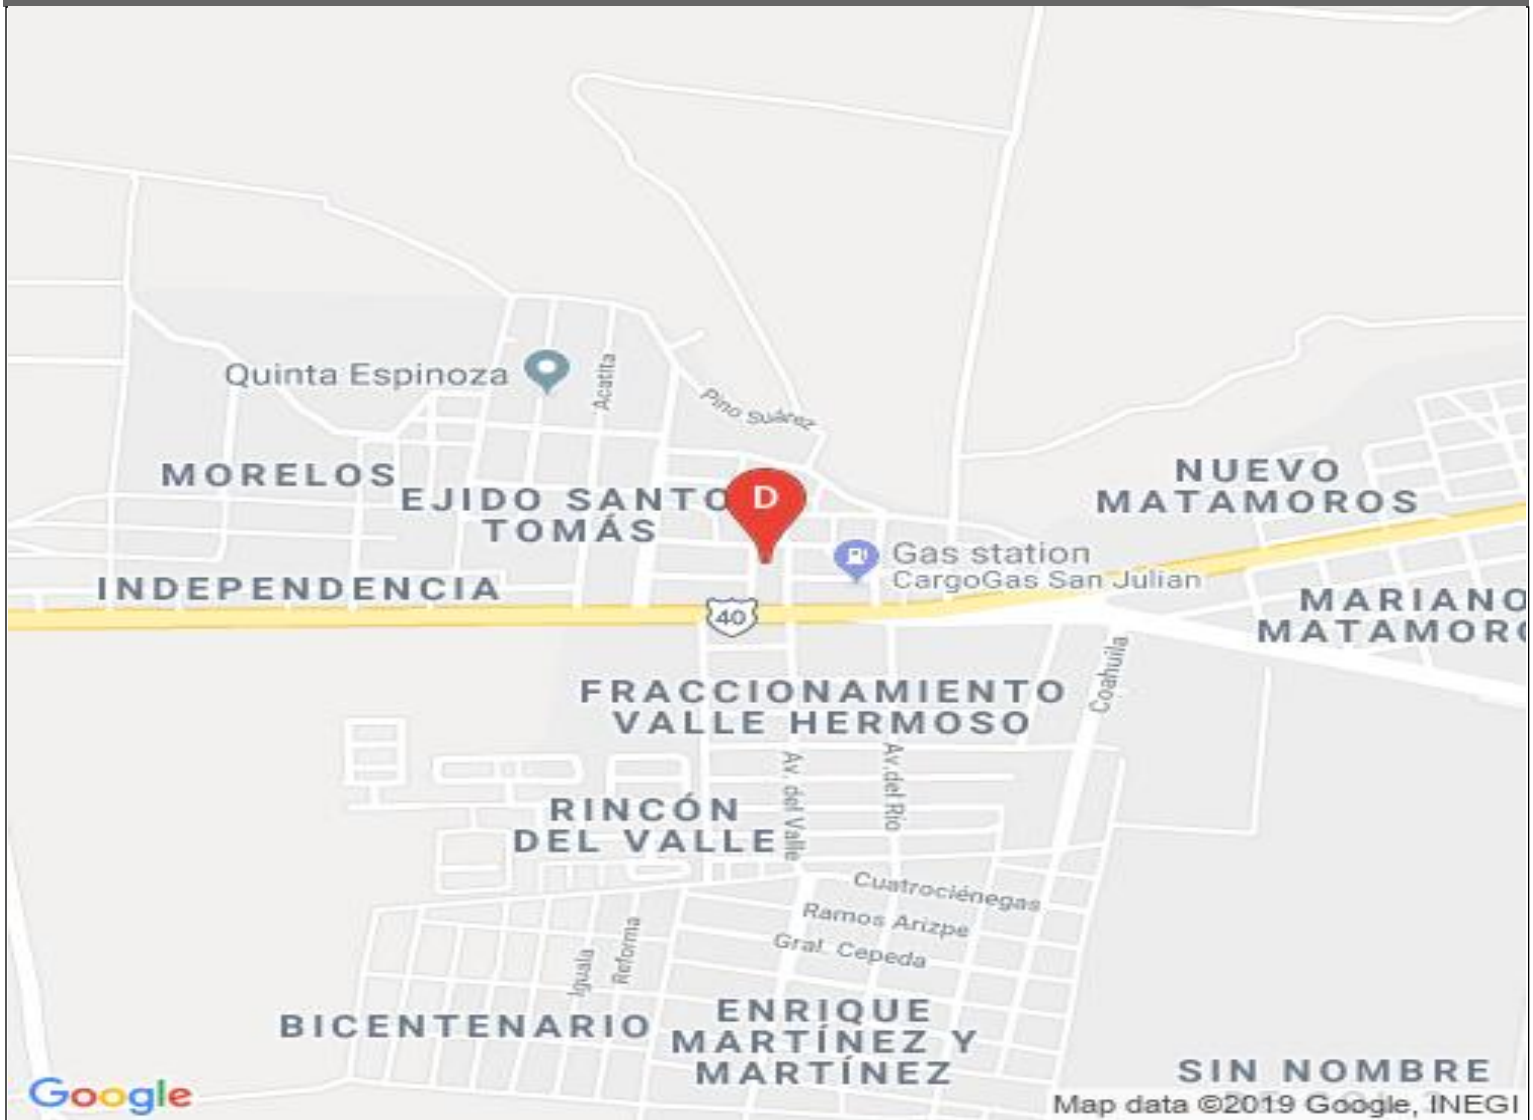 Quinta Espinoza
Acatita
Pino Suárez
MORELOS
EJIDO SANTO
TOMÁS
D
NUEVO
MATAMOROS
Gas station
CargoGas San Julian
INDEPENDENCIA
40
MARIANO
MATAMORO
Coahuila
FRACCIONAMIENTO
VALLE HERMOSO
Av. del Valle
Av. del Rio
RINCÓN
DEL VALLE
Cuatrociénegas
Ramos Arizpe
Gral. Cepeda
Iguala
Reforma
BICENTENARIO
ENRIQUE
MARTÍNEZ Y
MARTÍNEZ
SIN NOMBRE
Google
Map data ©2019 Google, INEGI